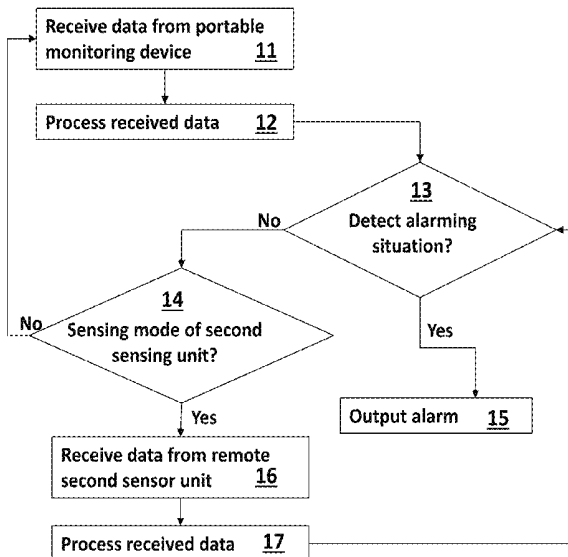 Receive data from portable
monitoring device 11
Process received data 12
13
Detect alarming
situation?
No
Yes
14
Sensing mode of second
sensing unit?
No
Yes
Output alarm 15
Receive data from remote
second sensor unit 16
Process received data 17